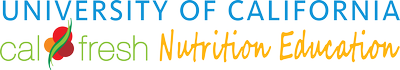 UNIVERSITY OF CALIFORNIA
cal fresh Nutrition Education